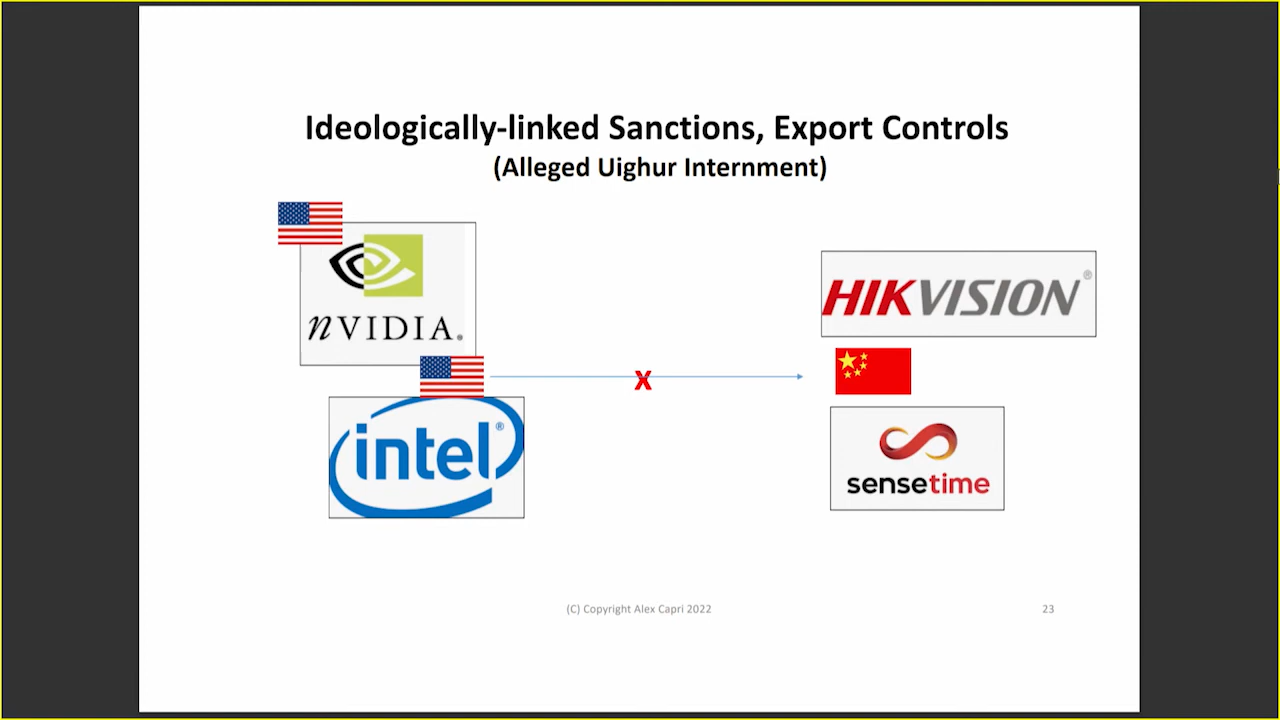 Ideologically-linked Sanctions, Export Controls
(Alleged Uighur Internment)
nVIDIA.
HIKVISION®
X
intel®
sensetime
(C) Copyright Alex Capri 2022
23